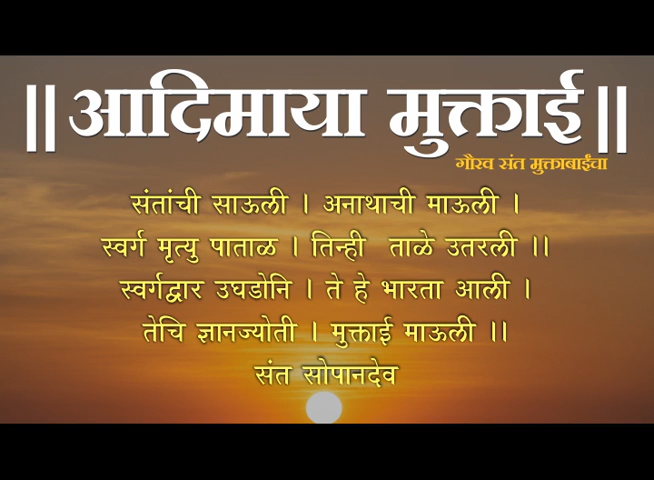 ॥ आदिमाया मुक्ताई ॥
गौरव संत मुक्ताबाईंचा
संतांची साऊली । अनाथाची माऊली ।
स्वर्ग मृत्यु पाताळ । तिन्ही ताळे उतरली ।।
स्वर्गद्वार उघडोनि । ते हे भारता आली ।
तेचि ज्ञानज्योती । मुक्ताई माऊली ।।
संत सोपानदेव